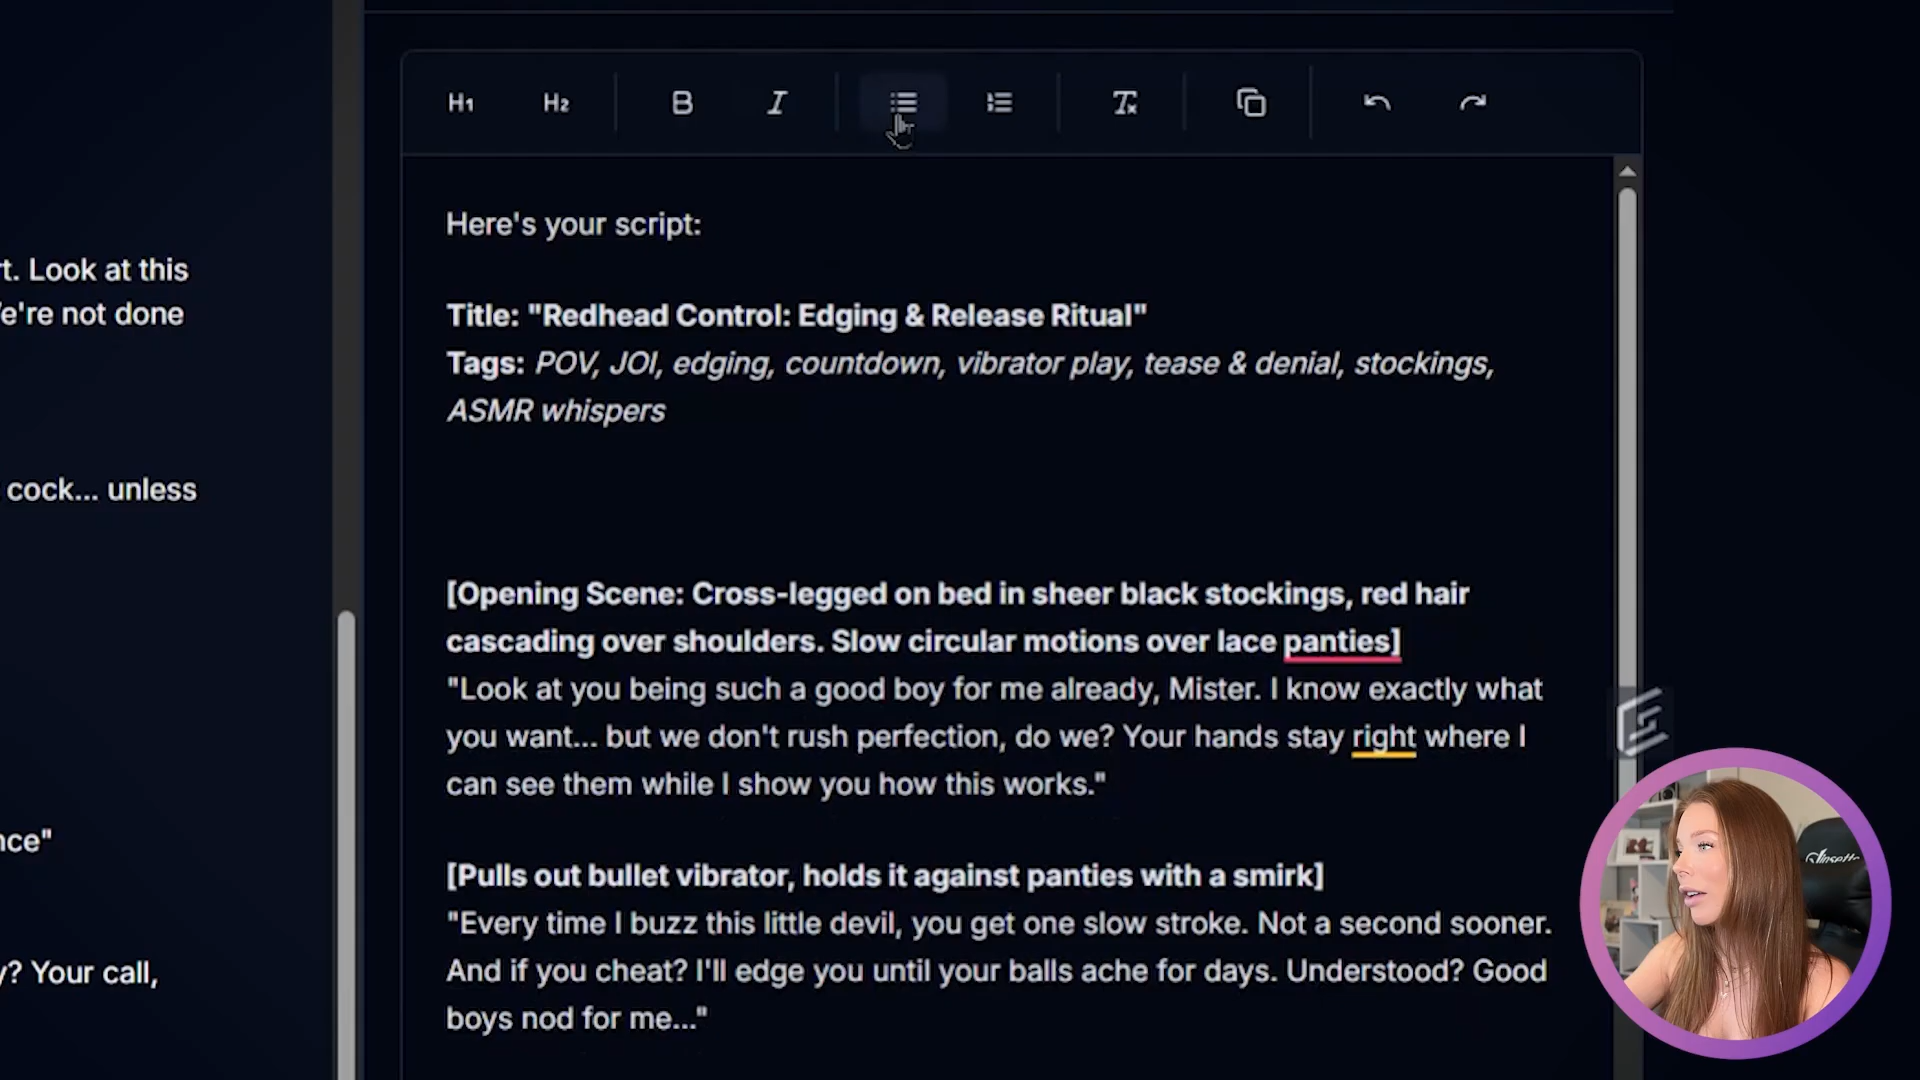 H1
H2
B
I
t. Look at this
e're not done
cock... unless
nce"
y? Your call,
Here's your script:
Title: "Redhead Control: Edging & Release Ritual"
Tags: POV, JOI, edging, countdown, vibrator play, tease & denial, stockings,
ASMR whispers
[Opening Scene: Cross-legged on bed in sheer black stockings, red hair
cascading over shoulders. Slow circular motions over lace panties]
"Look at you being such a good boy for me already, Mister. I know exactly what
you want... but we don't rush perfection, do we? Your hands stay right where I
can see them while I show you how this works."
[Pulls out bullet vibrator, holds it against panties with a smirk]
"Every time I buzz this little devil, you get one slow stroke. Not a second sooner.
And if you cheat? I'll edge you until your balls ache for days. Understood? Good
boys nod for me..."